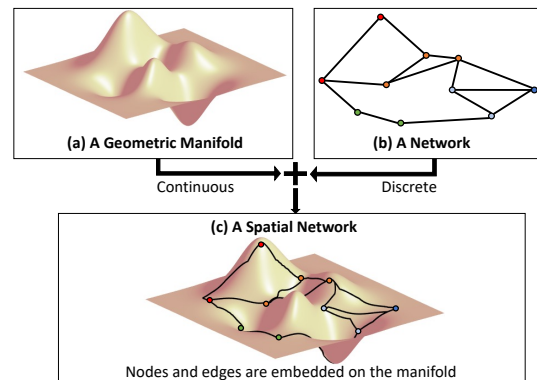 (a) A Geometric Manifold
(b) A Network
Continuous
Discrete
(c) A Spatial Network
Nodes and edges are embedded on the manifold